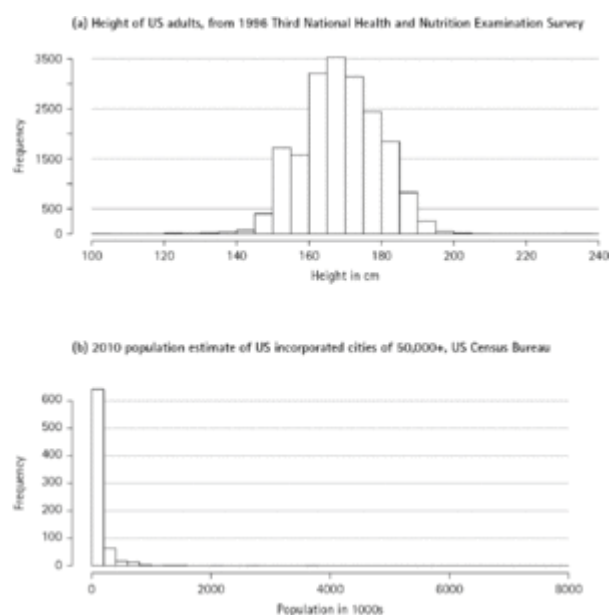 (a) Height of US adults, from 1996 Third National Health and Nutrition Examination Survey
3500
2500
1500
500
0
Frequency
100 120 140 160 180 200 220 240
Height in cm
(b) 2010 population estimate of US incorporated cities of 50,000+, US Census Bureau
600
500
400
300
200
100
0
Frequency
0 2000 4000 6000 8000
Population in 1000s